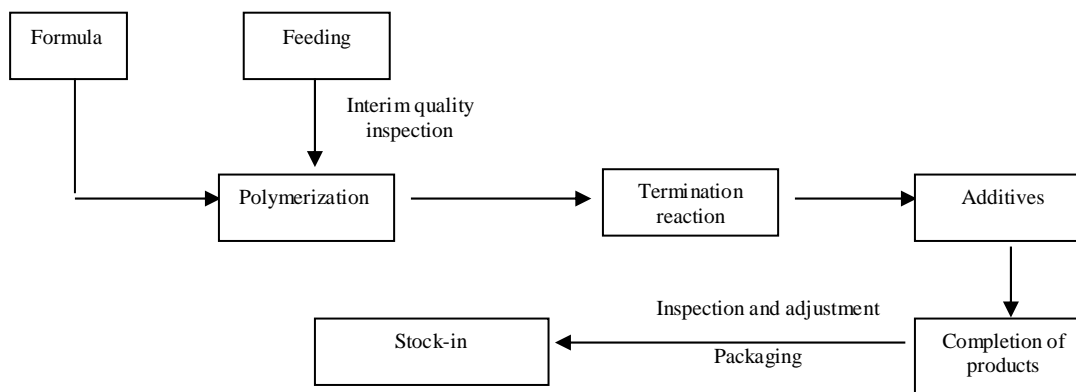 Formula
Feeding
Interim quality
inspection
Polymerization
Termination
reaction
Additives
Inspection and adjustment
Stock-in
Packaging
Completion of
products